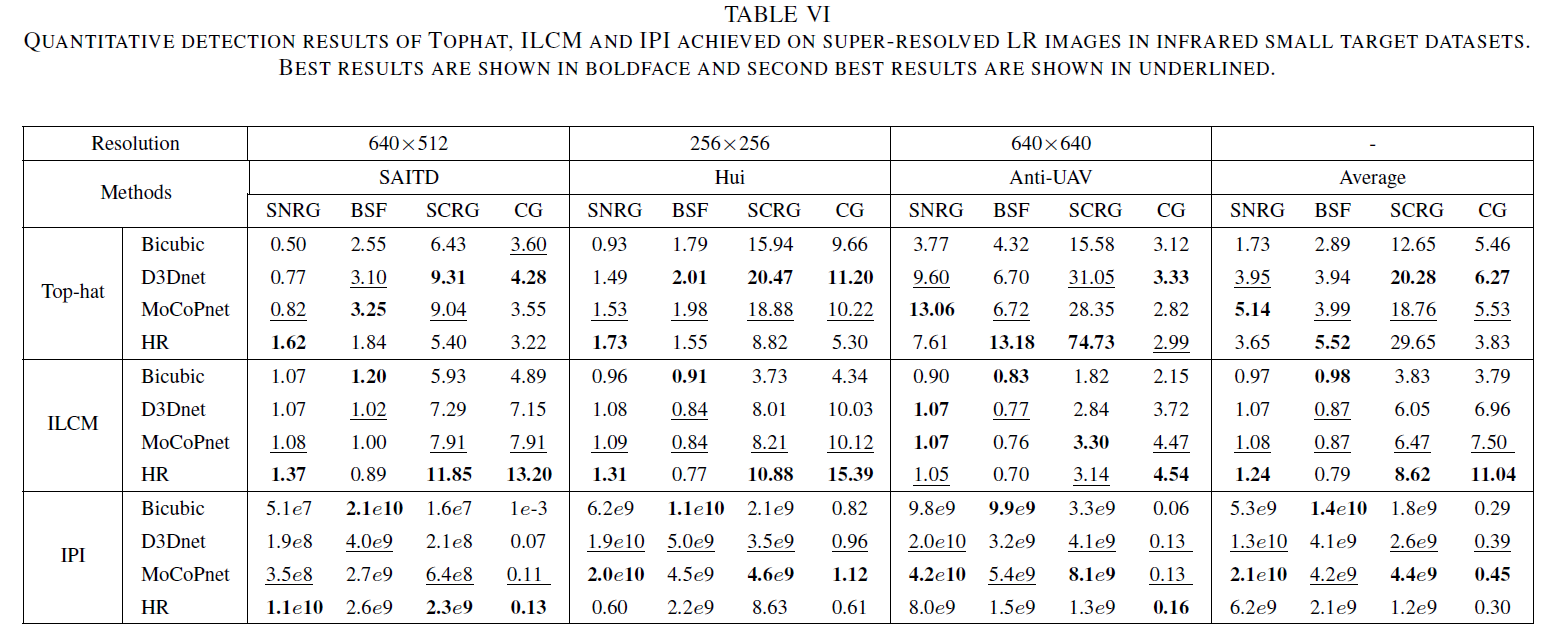 TABLE VI
QUANTITATIVE DETECTION RESULTS OF TOPHAT, ILCM AND IPI ACHIEVED ON SUPER-RESOLVED LR IMAGES IN INFRARED SMALL TARGET DATASETS.
BEST RESULTS ARE SHOWN IN BOLDFACE AND SECOND BEST RESULTS ARE SHOWN IN UNDERLINED.
Resolution 640×512 256×256 640×640 -
Methods SAITD Hui Anti-UAV Average
SNRG BSF SCRG CG SNRG BSF SCRG CG SNRG BSF SCRG CG SNRG BSF SCRG CG
Top-hat
Bicubic 0.50 2.55 6.43 3.60 0.93 1.79 15.94 9.66 3.77 4.32 15.58 3.12 1.73 2.89 12.65 5.46
D3Dnet 0.77 3.10 9.31 4.28 1.49 2.01 20.47 11.20 9.60 6.70 31.05 3.33 3.95 3.94 20.28 6.27
MoCoPnet 0.82 3.25 9.04 3.55 1.53 1.98 18.88 10.22 13.06 6.72 28.35 2.82 5.14 3.99 18.76 5.53
HR 1.62 1.84 5.40 3.22 1.73 1.55 8.82 5.30 7.61 13.18 74.73 2.99 3.65 5.52 29.65 3.83
ILCM
Bicubic 1.07 1.20 5.93 4.89 0.96 0.91 3.73 4.34 0.90 0.83 1.82 2.15 0.97 0.98 3.83 3.79
D3Dnet 1.07 1.02 7.29 7.15 1.08 0.84 8.01 10.03 1.07 0.77 2.84 3.72 1.07 0.87 6.05 6.96
MoCoPnet 1.08 1.00 7.91 7.91 1.09 0.84 8.21 10.12 1.07 0.76 3.30 4.47 1.08 0.87 6.47 7.50
HR 1.37 0.89 11.85 13.20 1.31 0.77 10.88 15.39 1.05 0.70 3.14 4.54 1.24 0.79 8.62 11.04
IPI
Bicubic 5.1e7 2.1e10 1.6e7 1e-3 6.2e9 1.1e10 2.1e9 0.82 9.8e9 9.9e9 3.3e9 0.06 5.3e9 1.4e10 1.8e9 0.29
D3Dnet 1.9e8 4.0e9 2.1e8 0.07 1.9e10 5.0e9 3.5e9 0.96 2.0e10 3.2e9 4.1e9 0.13 1.3e10 4.1e9 2.6e9 0.39
MoCoPnet 3.5e8 2.7e9 6.4e8 0.11 2.0e10 4.5e9 4.6e9 1.12 4.2e10 5.4e9 8.1e9 0.13 2.1e10 4.2e9 4.4e9 0.45
HR 1.1e10 2.6e9 2.3e9 0.13 0.60 2.2e9 8.63 0.61 8.0e9 1.5e9 1.3e9 0.16 6.2e9 2.1e9 1.2e9 0.30